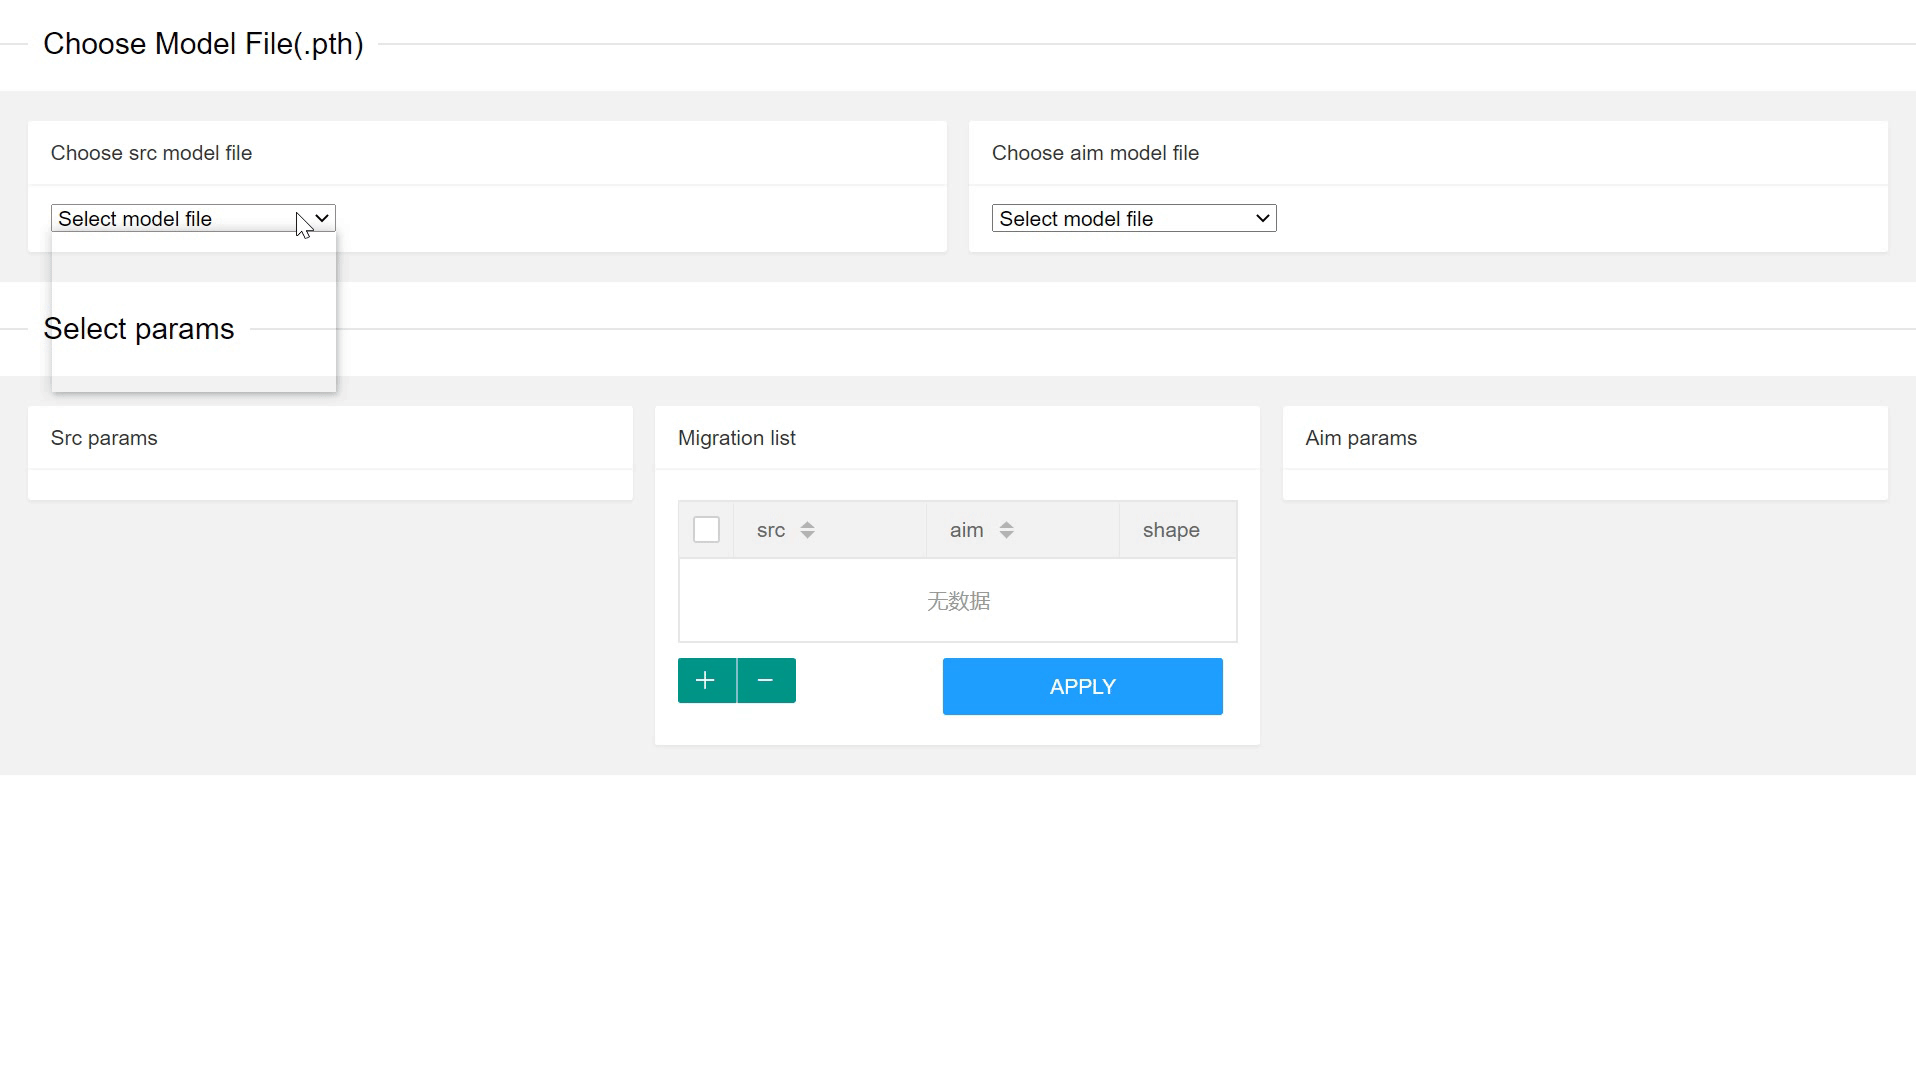 Choose Model File(.pth)
Choose src model file
Choose aim model file
Select model file
Select model file
Select params
Src params
Migration list
Aim params
src
aim
shape
无数据
APPLY